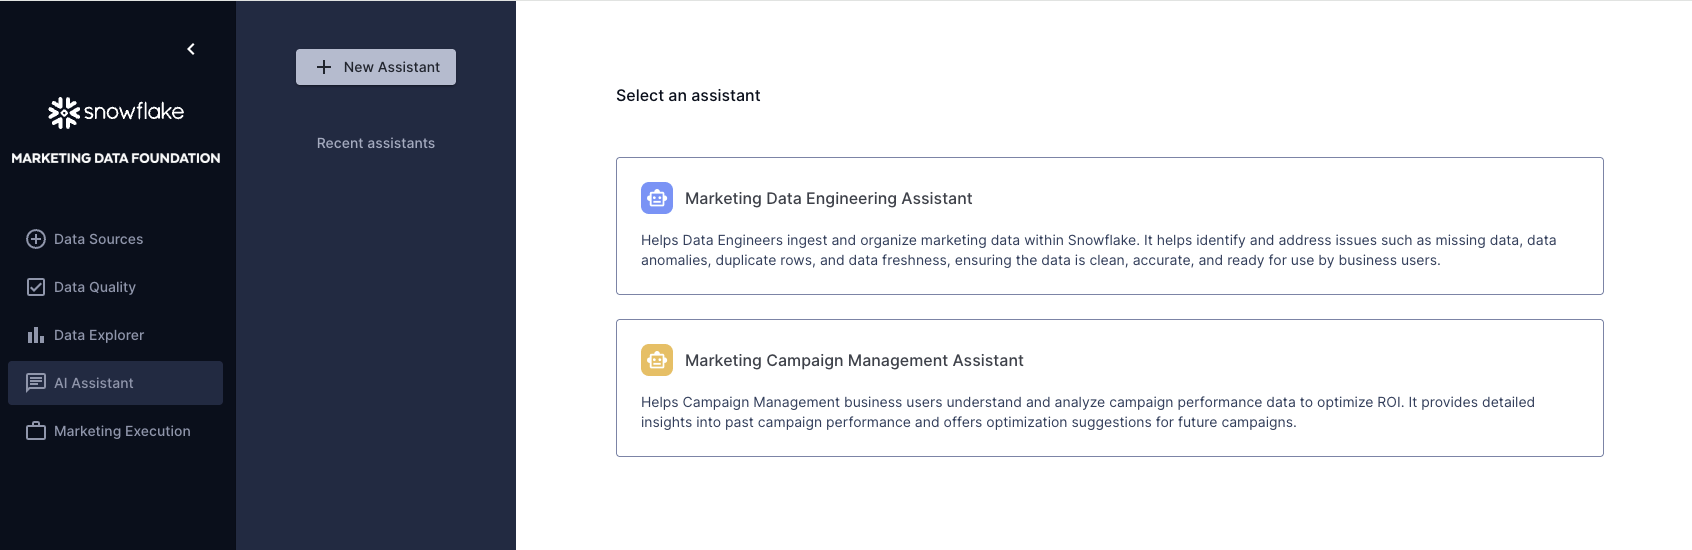 snowflake
MARKETING DATA FOUNDATION
Data Sources
Data Quality
Data Explorer
AI Assistant
Marketing Execution
New Assistant
Recent assistants
Select an assistant
Marketing Data Engineering Assistant
Helps Data Engineers ingest and organize marketing data within Snowflake. It helps identify and address issues such as missing data, data
anomalies, duplicate rows, and data freshness, ensuring the data is clean, accurate, and ready for use by business users.
Marketing Campaign Management Assistant
Helps Campaign Management business users understand and analyze campaign performance data to optimize ROI. It provides detailed
insights into past campaign performance and offers optimization suggestions for future campaigns.